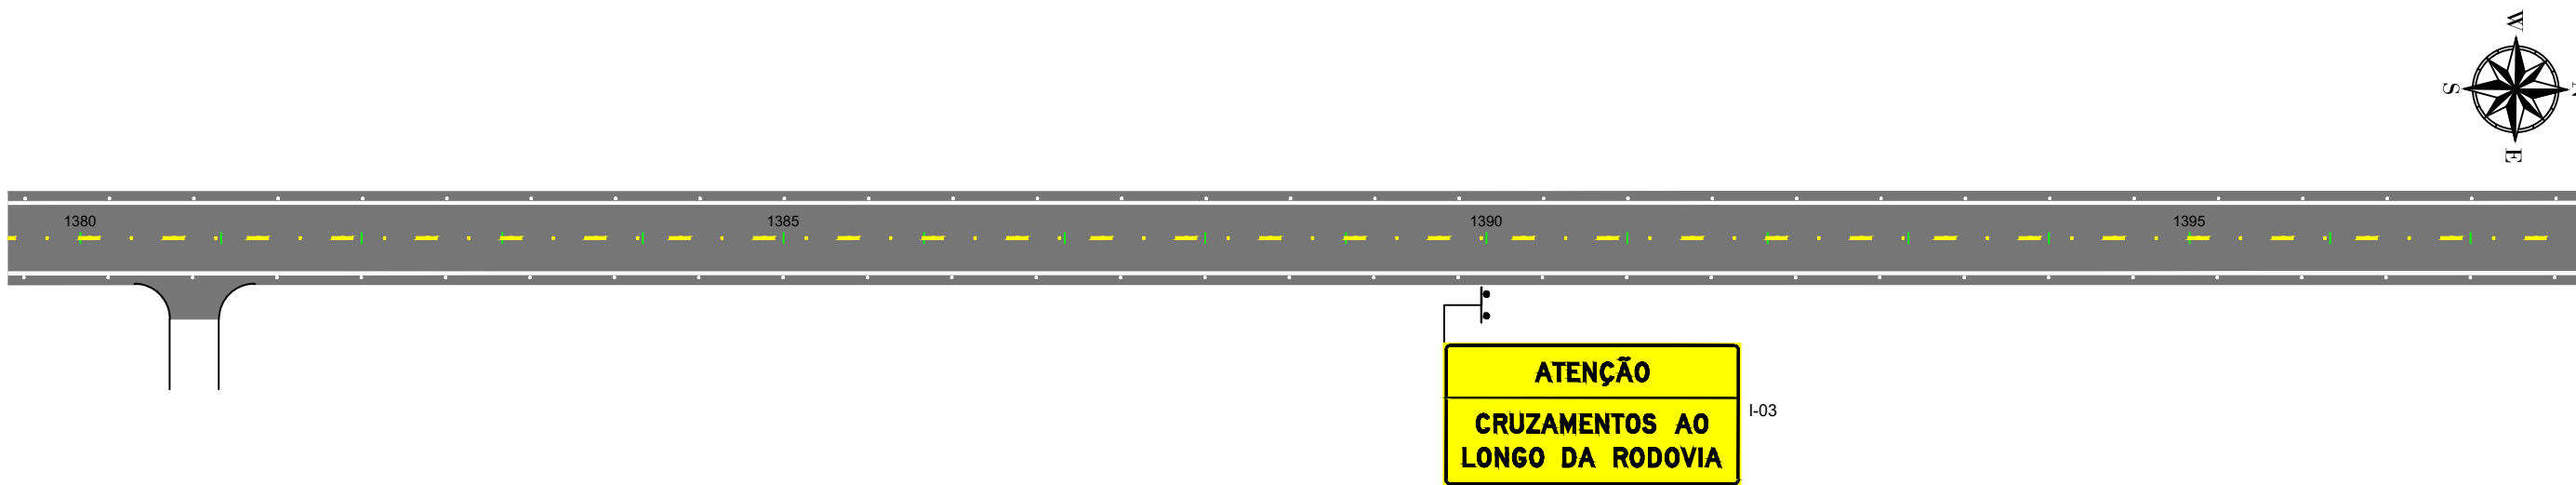 W
S
E
1380
1385
1390
1395
ATENÇÃO
CRUZAMENTOS AO
LONGO DA RODOVIA
I-03